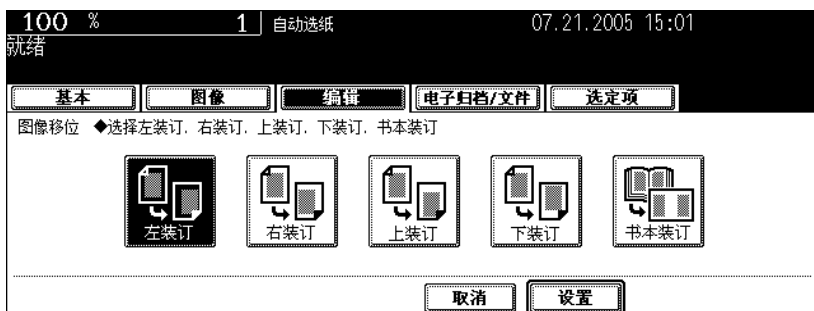 100 % 1 自动选纸 07.21.2005 15:01
就绪
基本 图像 编辑 电子归档/文件 选定项
图像移位 ◆选择左装订. 右装订. 上装订. 下装订. 书本装订
左装订 右装订 上装订 下装订 书本装订
取消 设置